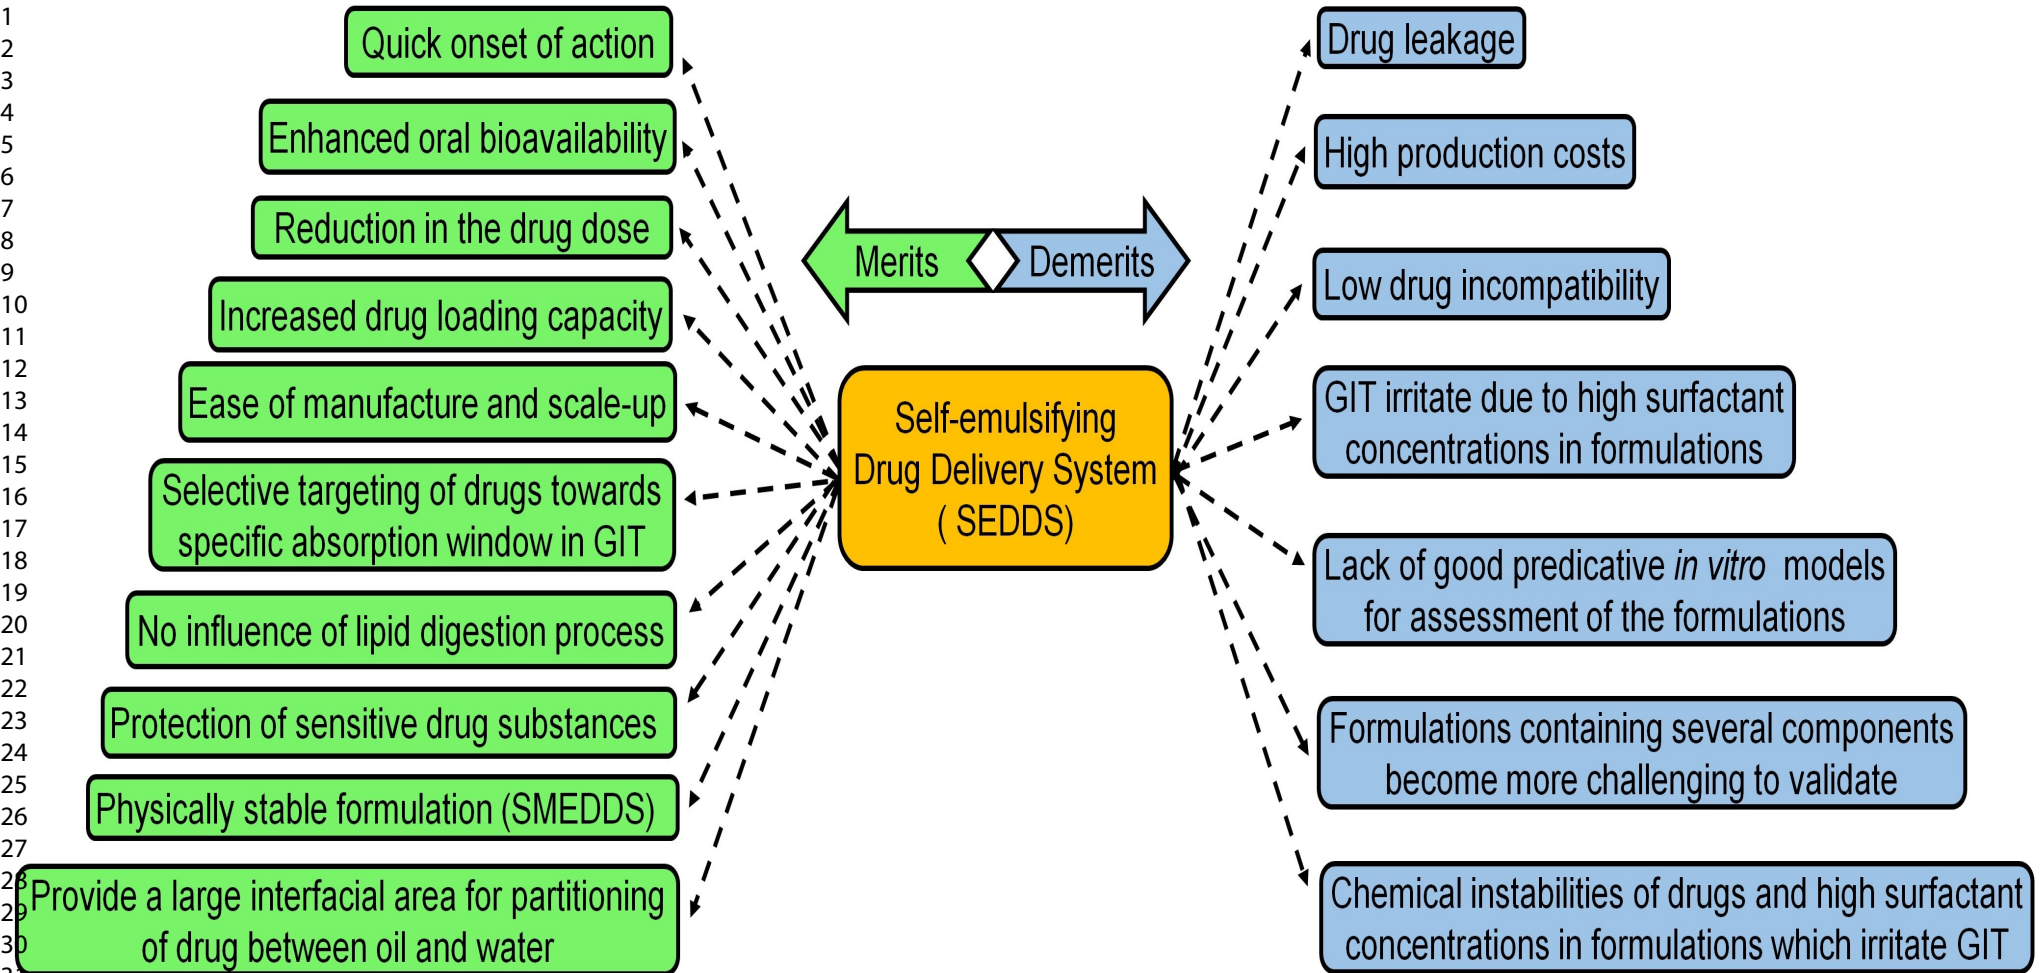 1
2
3
4
5
6
7
8
9
10
11
12
13
14
15
16
17
18
19
20
21
22
23
24
25
26
27
28
29
30
Quick onset of action
Enhanced oral bioavailability
Reduction in the drug dose
Increased drug loading capacity
Ease of manufacture and scale-up
Selective targeting of drugs towards
specific absorption window in GIT
No influence of lipid digestion process
Protection of sensitive drug substances
Physically stable formulation (SMEDDS)
Provide a large interfacial area for partitioning
of drug between oil and water
Merits
Demerits
Self-emulsifying
Drug Delivery System
( SEDDS)
Drug leakage
High production costs
Low drug incompatibility
GIT irritate due to high surfactant
concentrations in formulations
Lack of good predicative in vitro models
for assessment of the formulations
Formulations containing several components
become more challenging to validate
Chemical instabilities of drugs and high surfactant
concentrations in formulations which irritate GIT